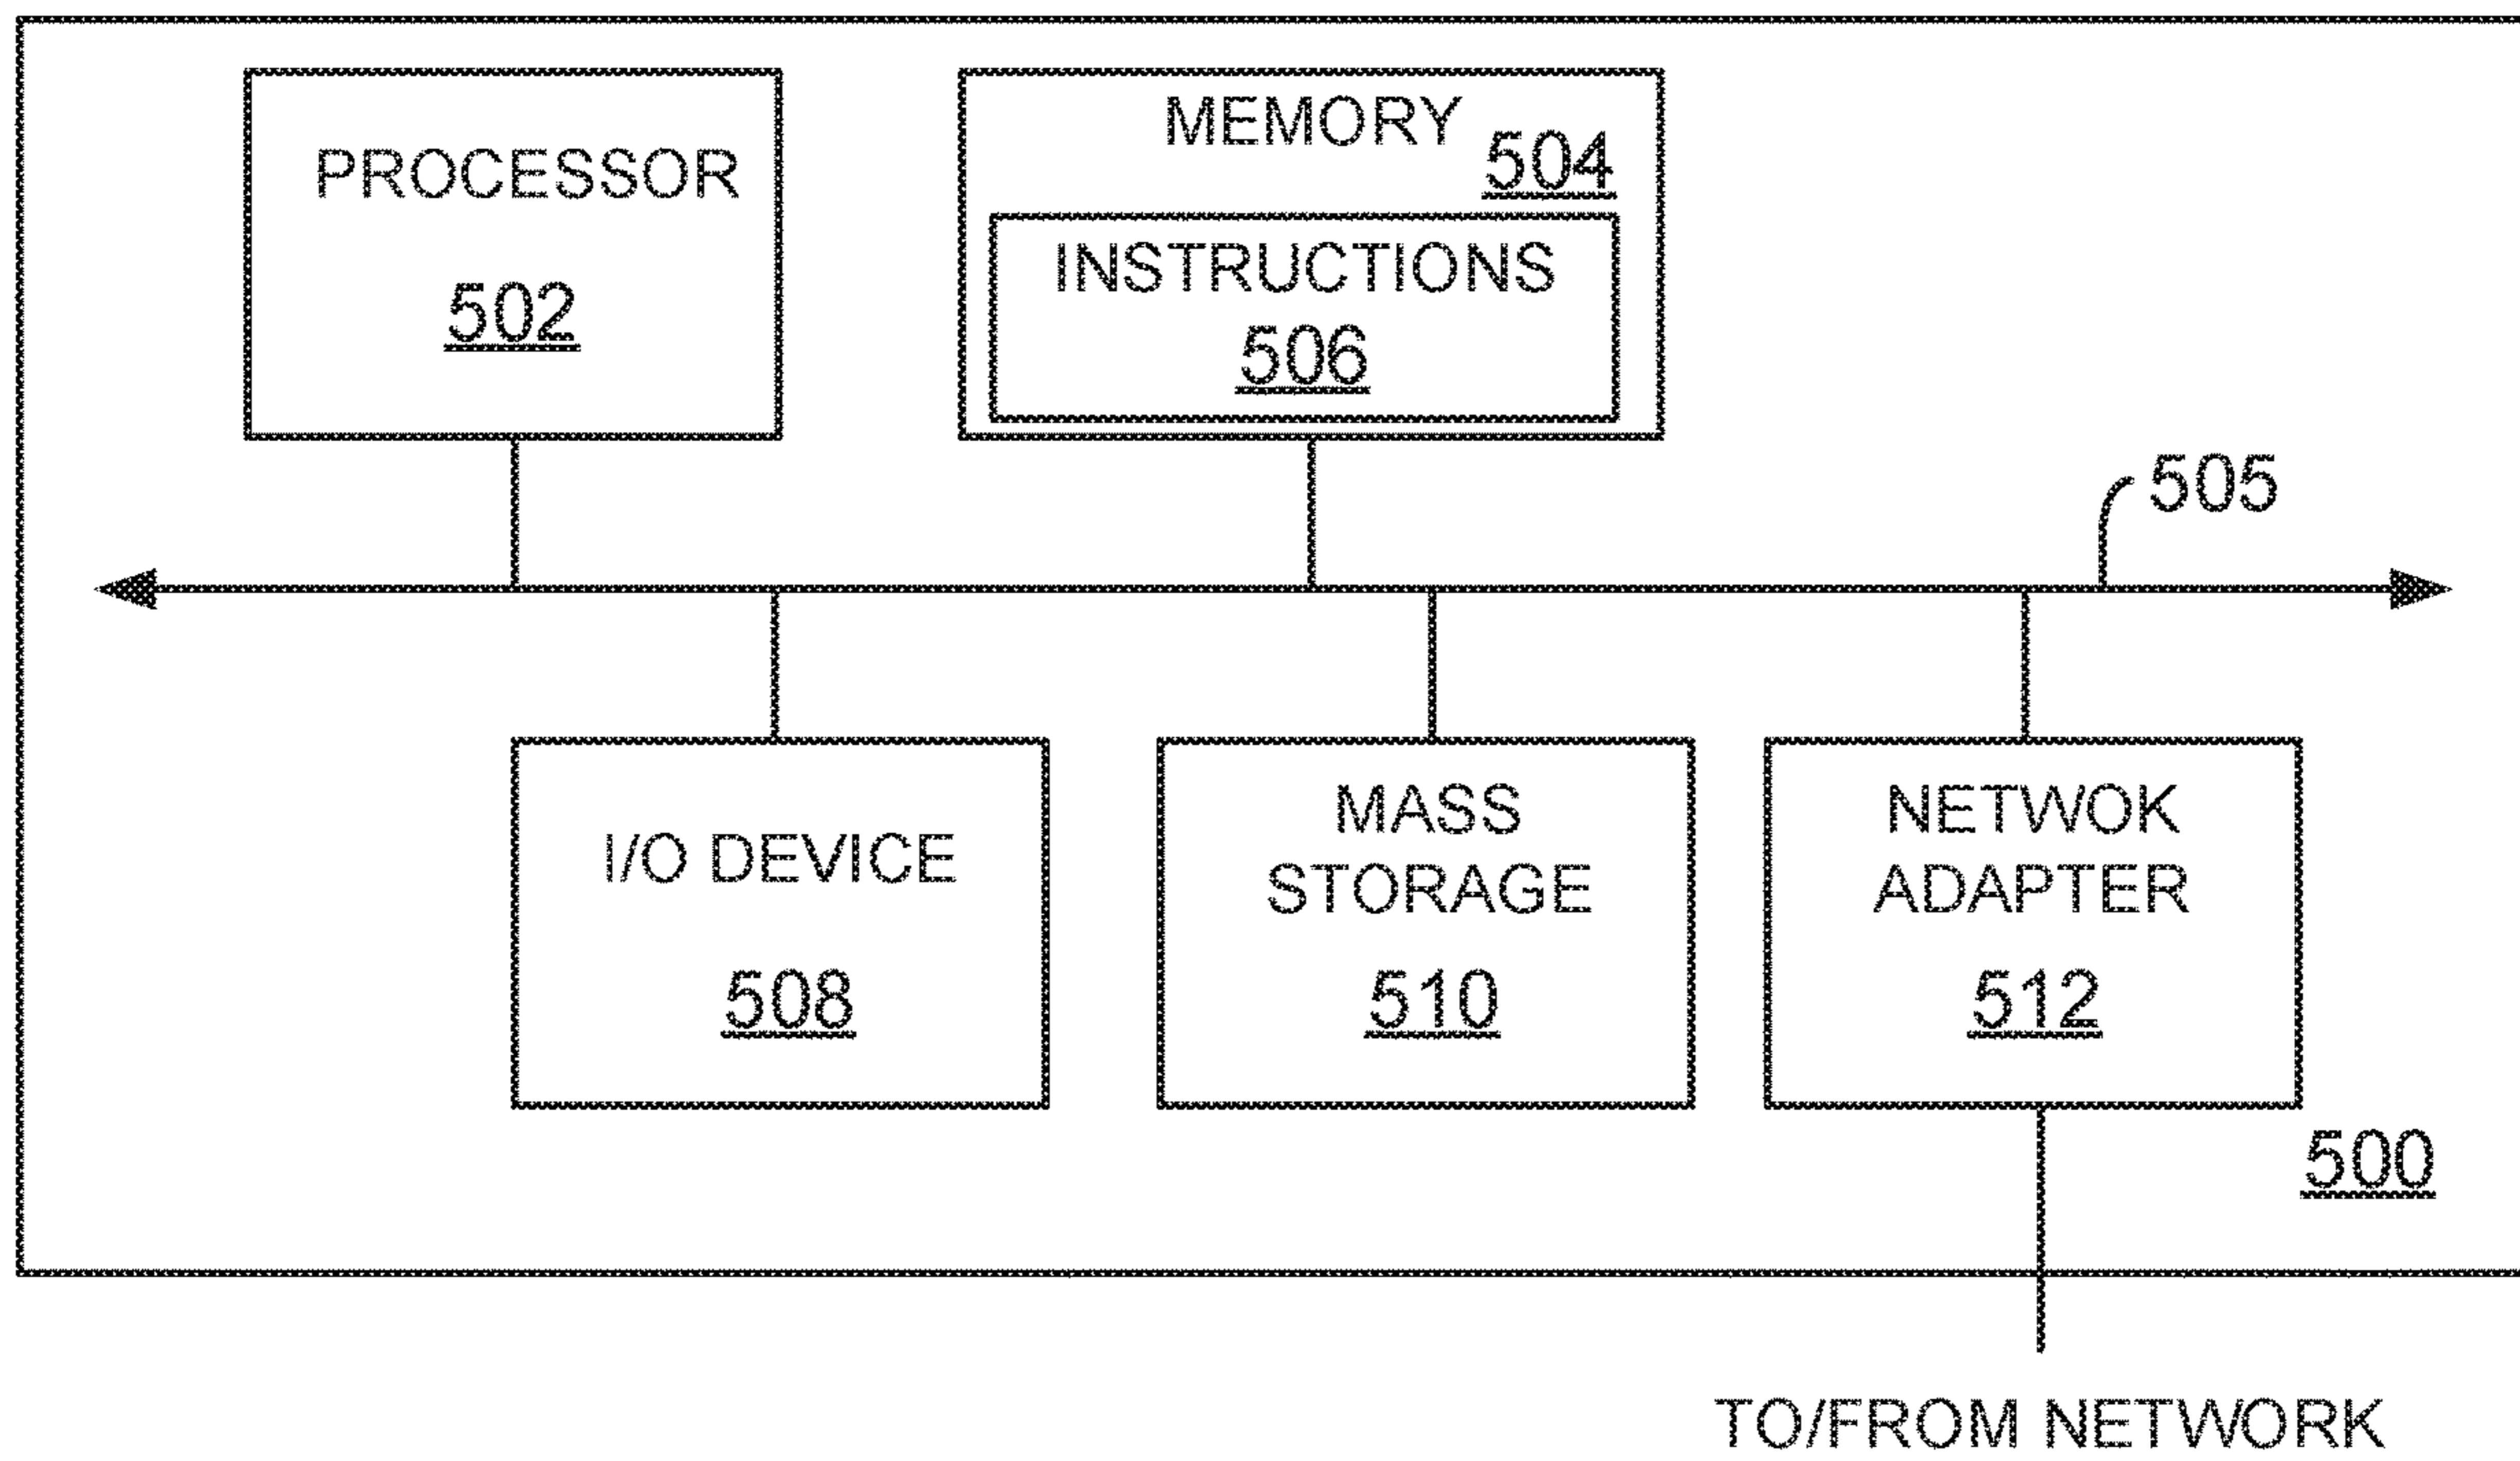 PROCESSOR
502
MEMORY
504
INSTRUCTIONS
506
505
I/O DEVICE
508
MASS
STORAGE
510
NETWOK
ADAPTER
512
500
TO/FROM NETWORK